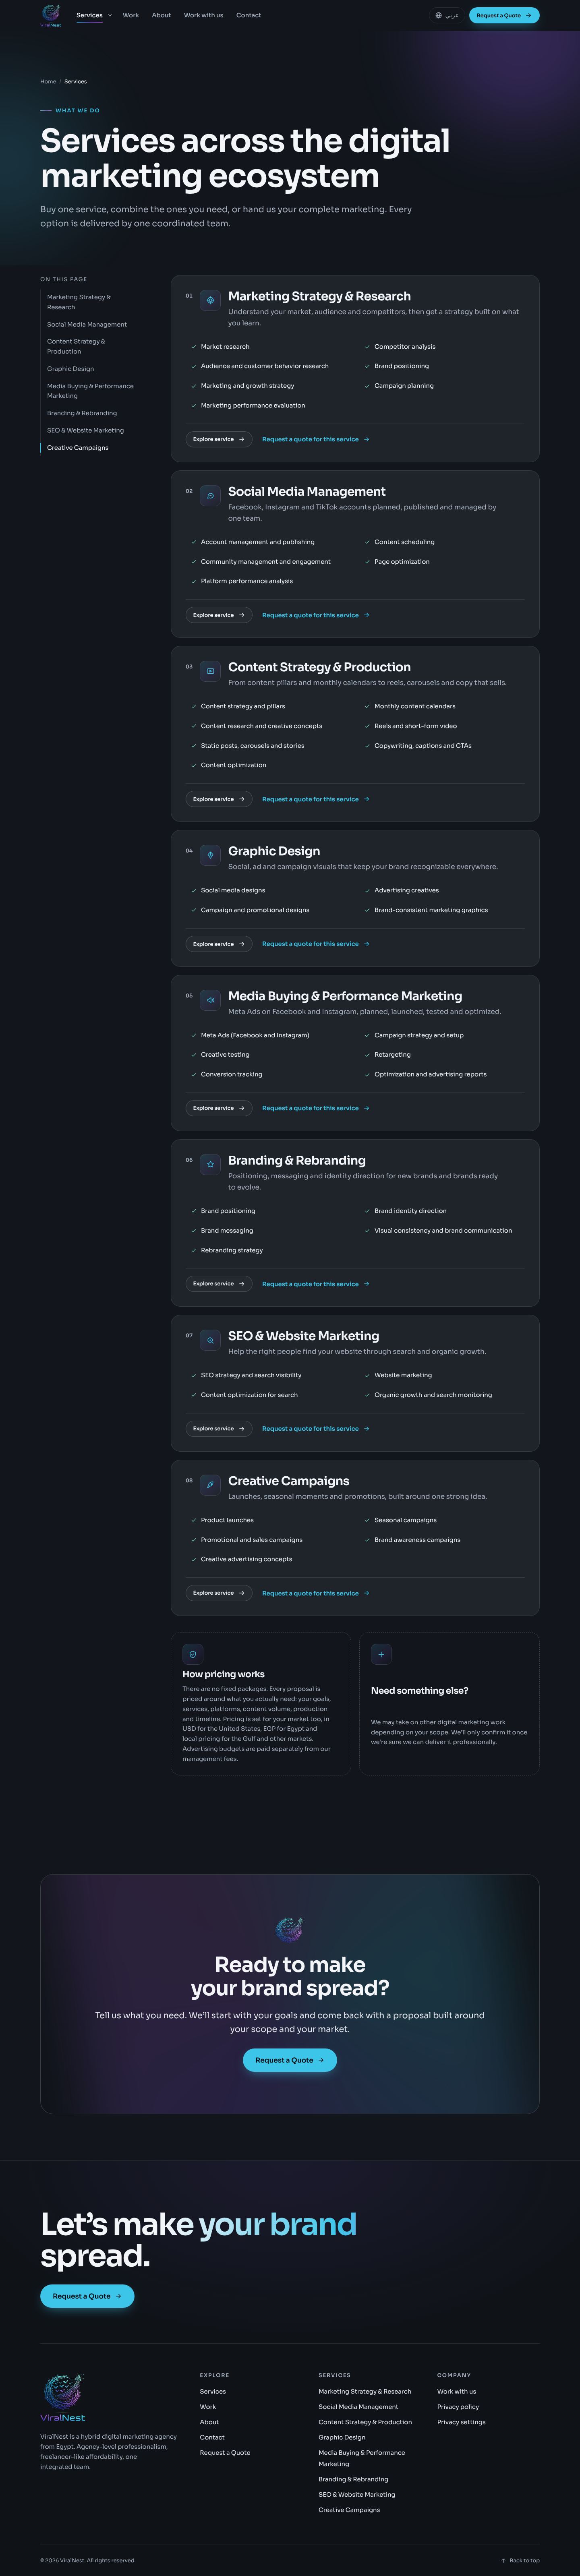 ViralNest
Services
Work
About
Work with us
Contact
عربي
Request a Quote
Home / Services
WHAT WE DO
Services across the digital
marketing ecosystem
Buy one service, combine the ones you need, or hand us your complete marketing. Every
option is delivered by one coordinated team.
ON THIS PAGE
Marketing Strategy &
Research
Social Media Management
Content Strategy &
Production
Graphic Design
Media Buying & Performance
Marketing
Branding & Rebranding
SEO & Website Marketing
Creative Campaigns
01
Marketing Strategy & Research
Understand your market, audience and competitors, then get a strategy built on what
you learn.
Market research
Competitor analysis
Audience and customer behavior research
Brand positioning
Marketing and growth strategy
Campaign planning
Marketing performance evaluation
Explore service
Request a quote for this service
02
Social Media Management
Facebook, Instagram and TikTok accounts planned, published and managed by
one team.
Account management and publishing
Content scheduling
Community management and engagement
Page optimization
Platform performance analysis
Explore service
Request a quote for this service
03
Content Strategy & Production
From content pillars and monthly calendars to reels, carousels and copy that sells.
Content strategy and pillars
Monthly content calendars
Content research and creative concepts
Reels and short-form video
Static posts, carousels and stories
Copywriting, captions and CTAs
Content optimization
Explore service
Request a quote for this service
04
Graphic Design
Social, ad and campaign visuals that keep your brand recognizable everywhere.
Social media designs
Advertising creatives
Campaign and promotional designs
Brand-consistent marketing graphics
Explore service
Request a quote for this service
05
Media Buying & Performance Marketing
Meta Ads on Facebook and Instagram, planned, launched, tested and optimized.
Meta Ads (Facebook and Instagram)
Campaign strategy and setup
Creative testing
Retargeting
Conversion tracking
Optimization and advertising reports
Explore service
Request a quote for this service
06
Branding & Rebranding
Positioning, messaging and identity direction for new brands and brands ready
to evolve.
Brand positioning
Brand identity direction
Brand messaging
Visual consistency and brand communication
Rebranding strategy
Explore service
Request a quote for this service
07
SEO & Website Marketing
Help the right people find your website through search and organic growth.
SEO strategy and search visibility
Website marketing
Content optimization for search
Organic growth and search monitoring
Explore service
Request a quote for this service
08
Creative Campaigns
Launches, seasonal moments and promotions, built around one strong idea.
Product launches
Seasonal campaigns
Promotional and sales campaigns
Brand awareness campaigns
Creative advertising concepts
Explore service
Request a quote for this service
How pricing works
There are no fixed packages. Every proposal is
priced around what you actually need: your goals,
services, platforms, content volume, production
and timeline. Pricing is set for your market too, in
USD for the United States, EGP for Egypt and
local pricing for the Gulf and other markets.
Advertising budgets are paid separately from our
management fees.
Need something else?
We may take on other digital marketing work
depending on your scope. We'll only confirm it once
we're sure we can deliver it professionally.
Ready to make
your brand spread?
Tell us what you need. We'll start with your goals and come back with a proposal built around
your scope and your market.
Request a Quote
Let's make your brand
spread.
Request a Quote
ViralNest
ViralNest is a hybrid digital marketing agency
from Egypt. Agency-level professionalism,
freelancer-like affordability, one
integrated team.
EXPLORE
Services
Work
About
Contact
Request a Quote
SERVICES
Marketing Strategy & Research
Social Media Management
Content Strategy & Production
Graphic Design
Media Buying & Performance
Marketing
Branding & Rebranding
SEO & Website Marketing
Creative Campaigns
COMPANY
Work with us
Privacy policy
Privacy settings
© 2026 ViralNest. All rights reserved.
Back to top